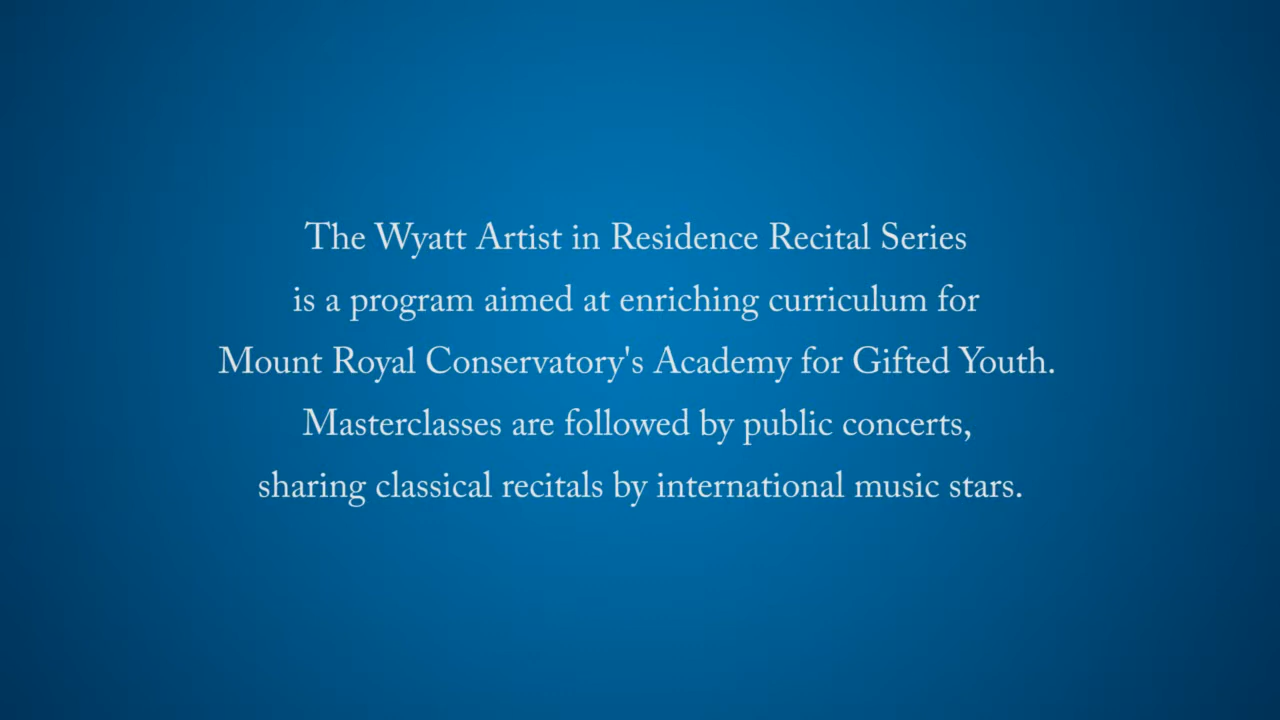 The Wyatt Artist in Residence Recital Series
is a program aimed at enriching curriculum for
Mount Royal Conservatory's Academy for Gifted Youth.
Masterclasses are followed by public concerts,
sharing classical recitals by international music stars.